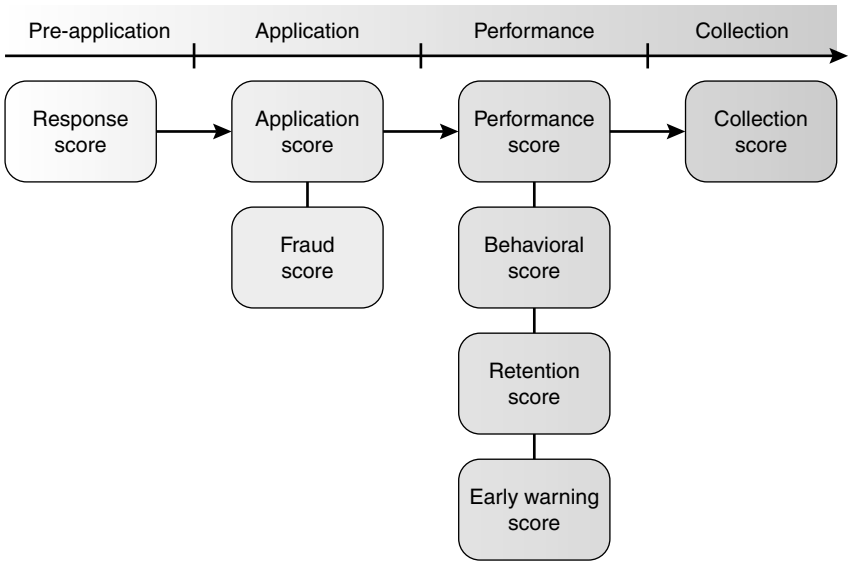 Pre-application
Application
Performance
Collection
Response
score
Application
score
Performance
score
Collection
score
Fraud
score
Behavioral
score
Retention
score
Early warning
score